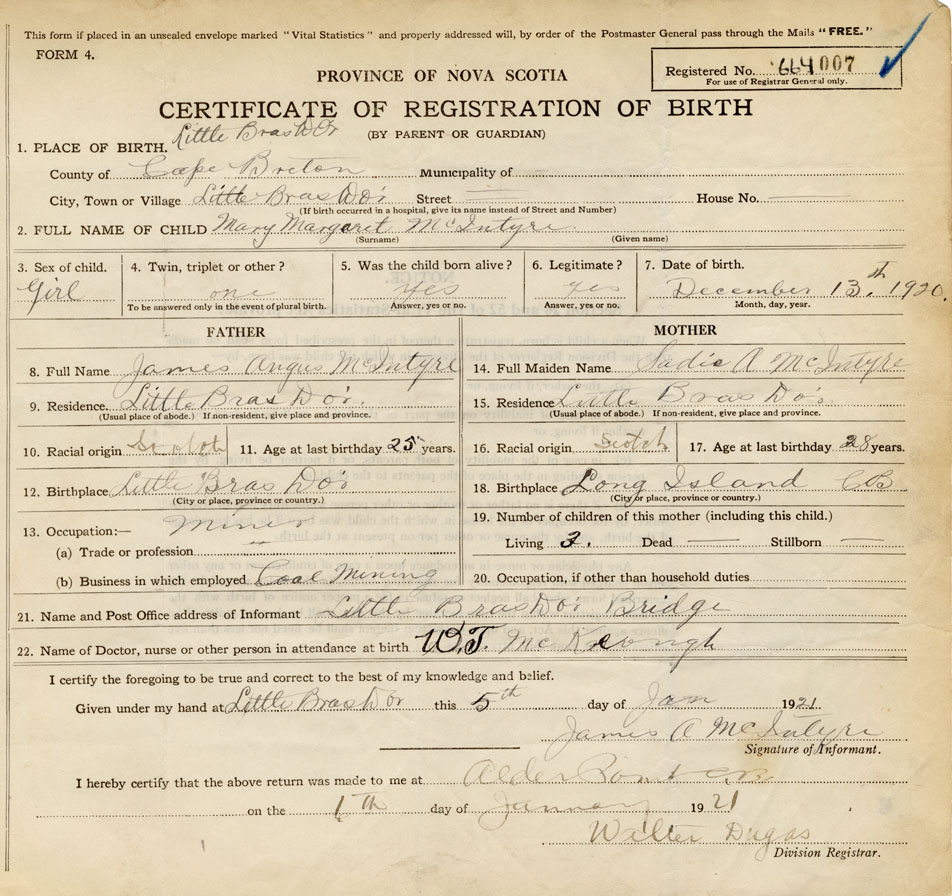 This form if placed in an unsealed envelope marked "Vital Statistics" and properly addressed will, by order of the Postmaster General pass through the Mails "FREE."
FORM 4.
Registered No. 664007
For use of Registrar General only.
PROVINCE OF NOVA SCOTIA
CERTIFICATE OF REGISTRATION OF BIRTH
(BY PARENT OR GUARDIAN)
Little Bras D'Or
1. PLACE OF BIRTH.
County of Cape Breton Municipality of
City, Town or Village Little Bras Do'r Street House No.
(If birth occurred in a hospital, give its name instead of Street and Number)
2. FULL NAME OF CHILD Mary Margaret McIntyre
(Surname) (Given name)
3. Sex of child. 4. Twin, triplet or other? 5. Was the child born alive? 6. Legitimate? 7. Date of birth.
Girl one Yes yes December 13th 1920
To be answered only in the event of plural birth. Answer, yes or no. Answer, yes or no. Month, day, year.
FATHER MOTHER
8. Full Name James Angus McIntyre 14. Full Maiden Name Sadie A McIntyre
9. Residence Little Bras Do'r. 15. Residence Little Bras Do'r
(Usual place of abode.) If non-resident, give place and province. (Usual place of abode.) If non-resident, give place and province.
10. Racial origin Scotch 11. Age at last birthday 25 years. 16. Racial origin Scotch 17. Age at last birthday 28 years.
12. Birthplace Little Bras Do'r 18. Birthplace Long Island CB
(City or place, province or country.) (City or place, province or country.)
13. Occupation:— Miner 19. Number of children of this mother (including this child.)
(a) Trade or profession Living Dead Stillborn
(b) Business in which employed Coal Mining 20. Occupation, if other than household duties
21. Name and Post Office address of Informant Little Bras Do'r Bridge
22. Name of Doctor, nurse or other person in attendance at birth W.T. McKeough
I certify the foregoing to be true and correct to the best of my knowledge and belief.
Given under my hand at Little Bras D'or this 5th day of Jan 1921.
James A McIntyre
Signature of Informant.
I hereby certify that the above return was made to me at Alder Point CB
on the day of January 1921
Walter Dugas
Division Registrar.